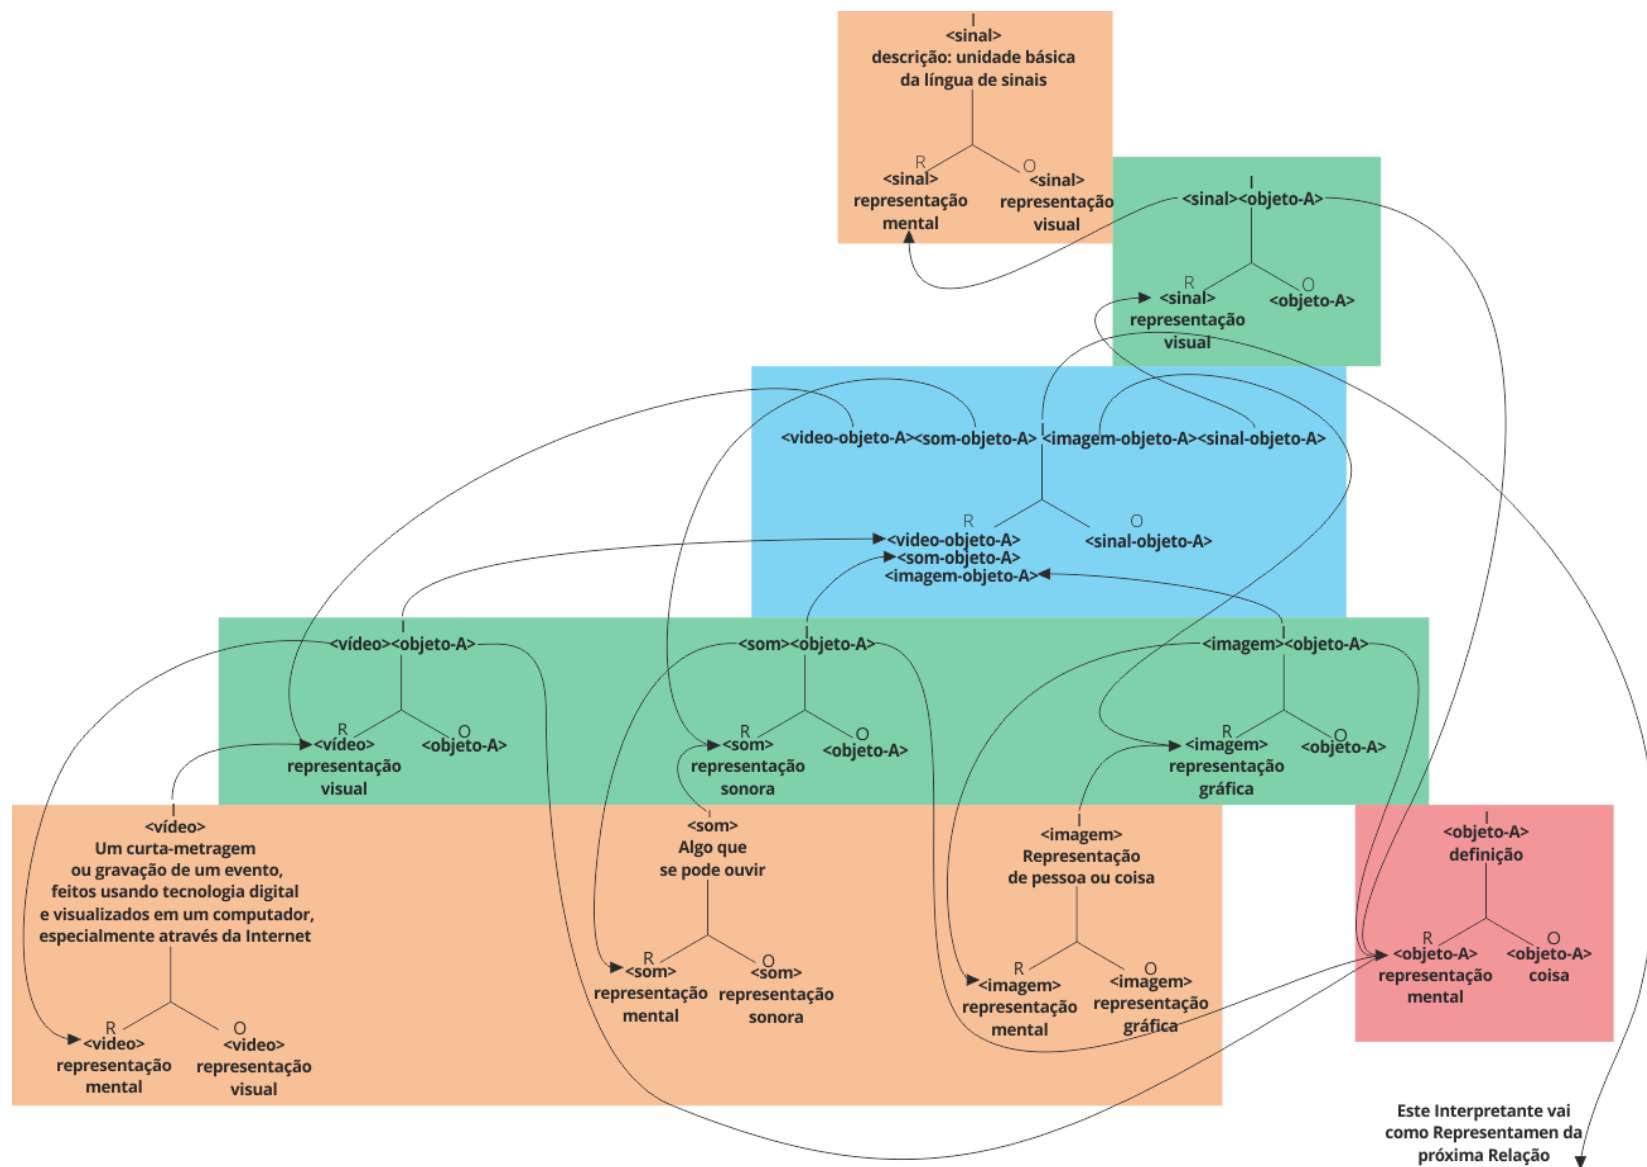 I
<sinal>
descrição: unidade básica
da língua de sinais
R
<sinal>
representação
mental
O
<sinal>
representação
visual
I
<sinal><objeto-A>
R
<sinal>
representação
visual
O
<objeto-A>
I
<video-objeto-A><som-objeto-A> <imagem-objeto-A><sinal-objeto-A>
R
<video-objeto-A>
<som-objeto-A>
<imagem-objeto-A>
O
<sinal-objeto-A>
I
<vídeo><objeto-A>
R
<vídeo>
representação
visual
O
<objeto-A>
I
<som><objeto-A>
R
<som>
representação
sonora
O
<objeto-A>
I
<imagem><objeto-A>
R
<imagem>
representação
gráfica
O
<objeto-A>
I
<vídeo>
Um curta-metragem
ou gravação de um evento,
feitos usando tecnologia digital
e visualizados em um computador,
especialmente através da Internet
R
<video>
representação
mental
O
<video>
representação
visual
I
<som>
Algo que
se pode ouvir
R
<som>
representação
mental
O
<som>
representação
sonora
I
<imagem>
Representação
de pessoa ou coisa
R
<imagem>
representação
mental
O
<imagem>
representação
gráfica
I
<objeto-A>
definição
R
<objeto-A>
representação
mental
O
<objeto-A>
coisa
Este Interpretante vai
como Representamen da
próxima Relação